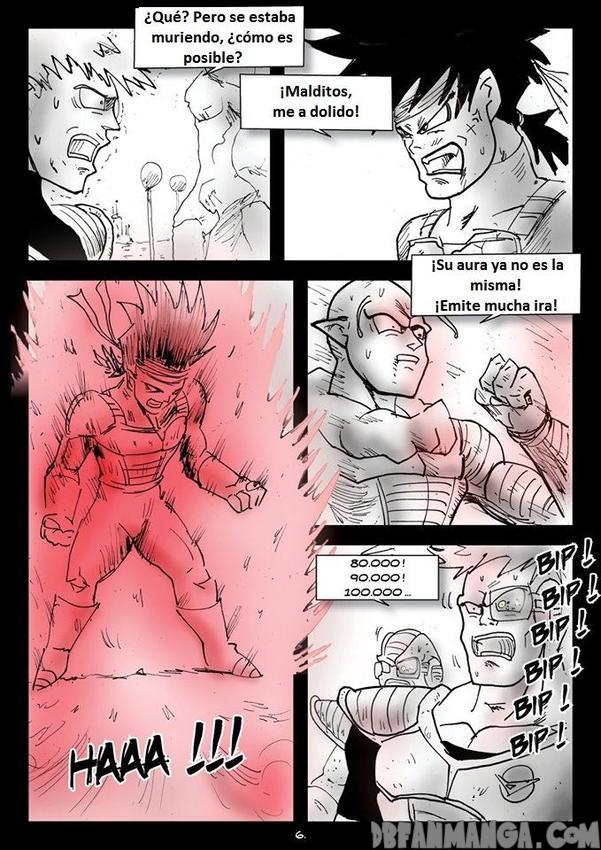 ¿Qué? Pero se estaba
muriendo, ¿cómo es
posible?
¡Malditos,
me a dolido!
¡Su aura ya no es la
misma!
¡Emite mucha ira!
HAAA !!!
80.000!
90.000!
100.000...
BIP!
BIP!
BIP!
BIP!
BIP!
BIP!
6.
DBFANMANGA.COM